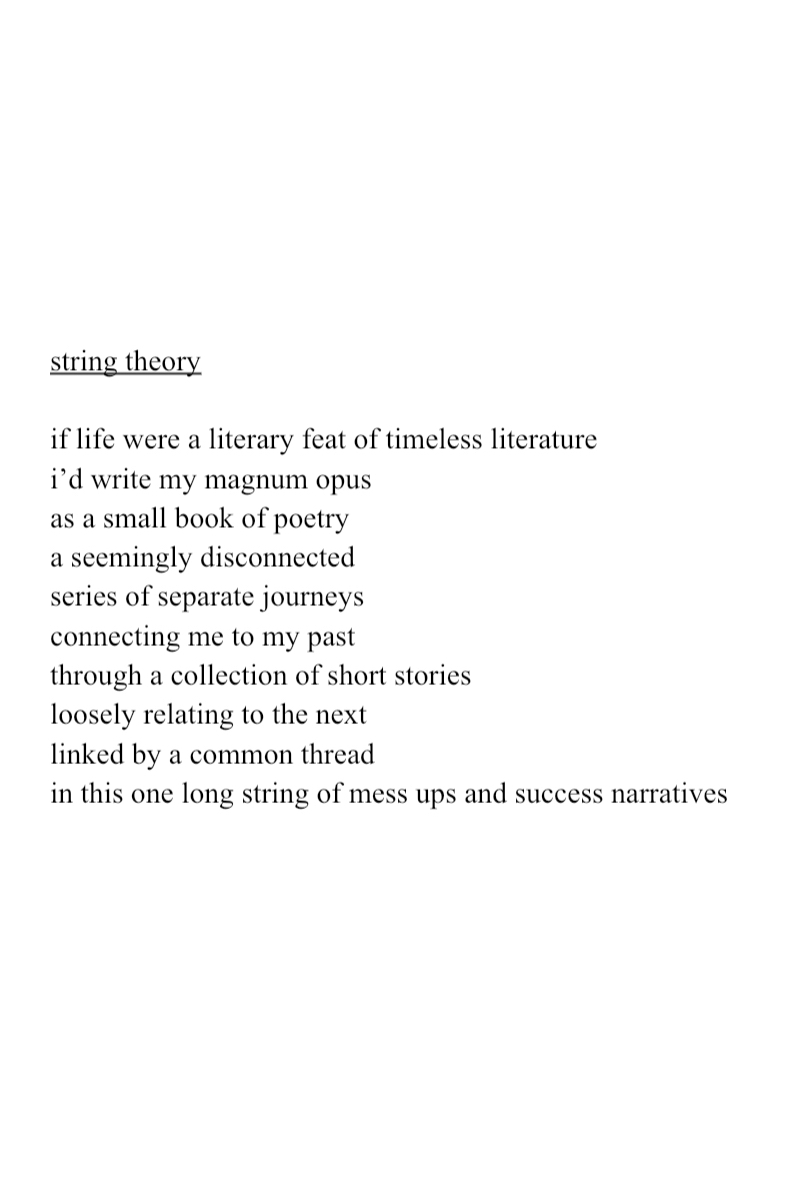 string theory
if life were a literary feat of timeless literature
i’d write my magnum opus
as a small book of poetry
a seemingly disconnected
series of separate journeys
connecting me to my past
through a collection of short stories
loosely relating to the next
linked by a common thread
in this one long string of mess ups and success narratives